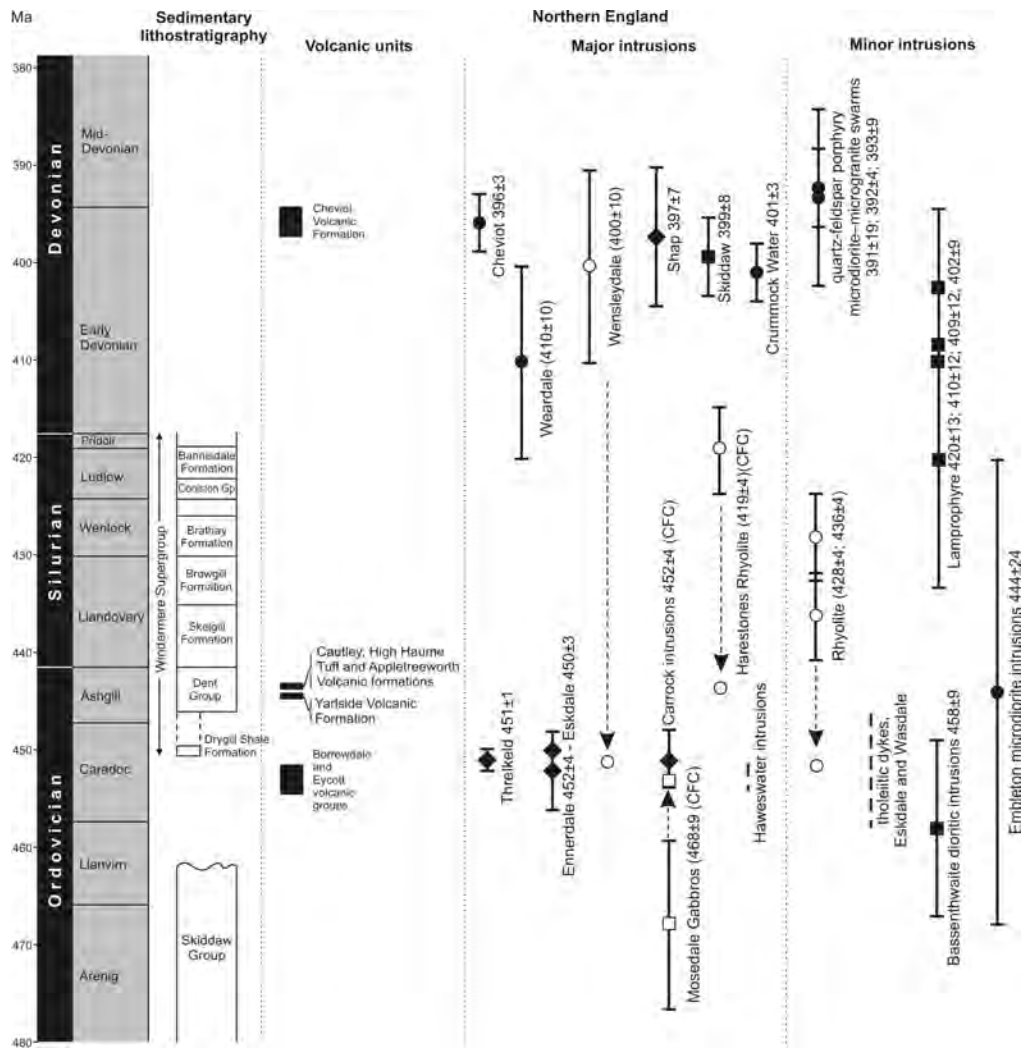 Ma
Sedimentary
lithostratigraphy
Volcanic units
Northern England
Major intrusions
Minor intrusions
380
390
400
410
420
430
440
450
460
470
480
Devonian
Silurian
Ordovician
Mid-
Devonian
Early
Devonian
Pridoli
Ludlow
Wenlock
Llandovery
Ashgill
Caradoc
Llanvirn
Arenig
Windermere Supergroup
Bannisdale
Formation
Coniston Gp
Brathay
Formation
Browgill
Formation
Skelgill
Formation
Dent
Group
Drygill Shale
Formation
Skiddaw
Group
Cheviot
Volcanic
Formation
Cautley, High Haume
Tuff and Appletreeworth
Volcanic formations
Yarlside Volcanic
Formation
Borrowdale
and
Eycott
volcanic
groups
Cheviot 396±3
Weardale (410±10)
Wensleydale (400±10)
Shap 397±7
Skiddaw 399±8
Crummock Water 401±3
Threlkeld 451±1
Ennerdale 452±4
Eskdale 450±3
Carrock intrusions 452±4 (CFC)
Mosedale Gabbros (468±9) (CFC)
Harestones Rhyolite (419±4)(CFC)
Haweswater intrusions
quartz-feldspar porphyry
microdiorite–microgranite swarms
391±19; 392±4; 393±9
Rhyolite (428±4; 436±4)
tholeiitic dykes,
Eskdale and Wasdale
Lamprophyre 420±13; 410±12; 409±12, 402±9
Bassenthwaite dioritic intrusions 458±9
Embleton microdiorite intrusions 444±24